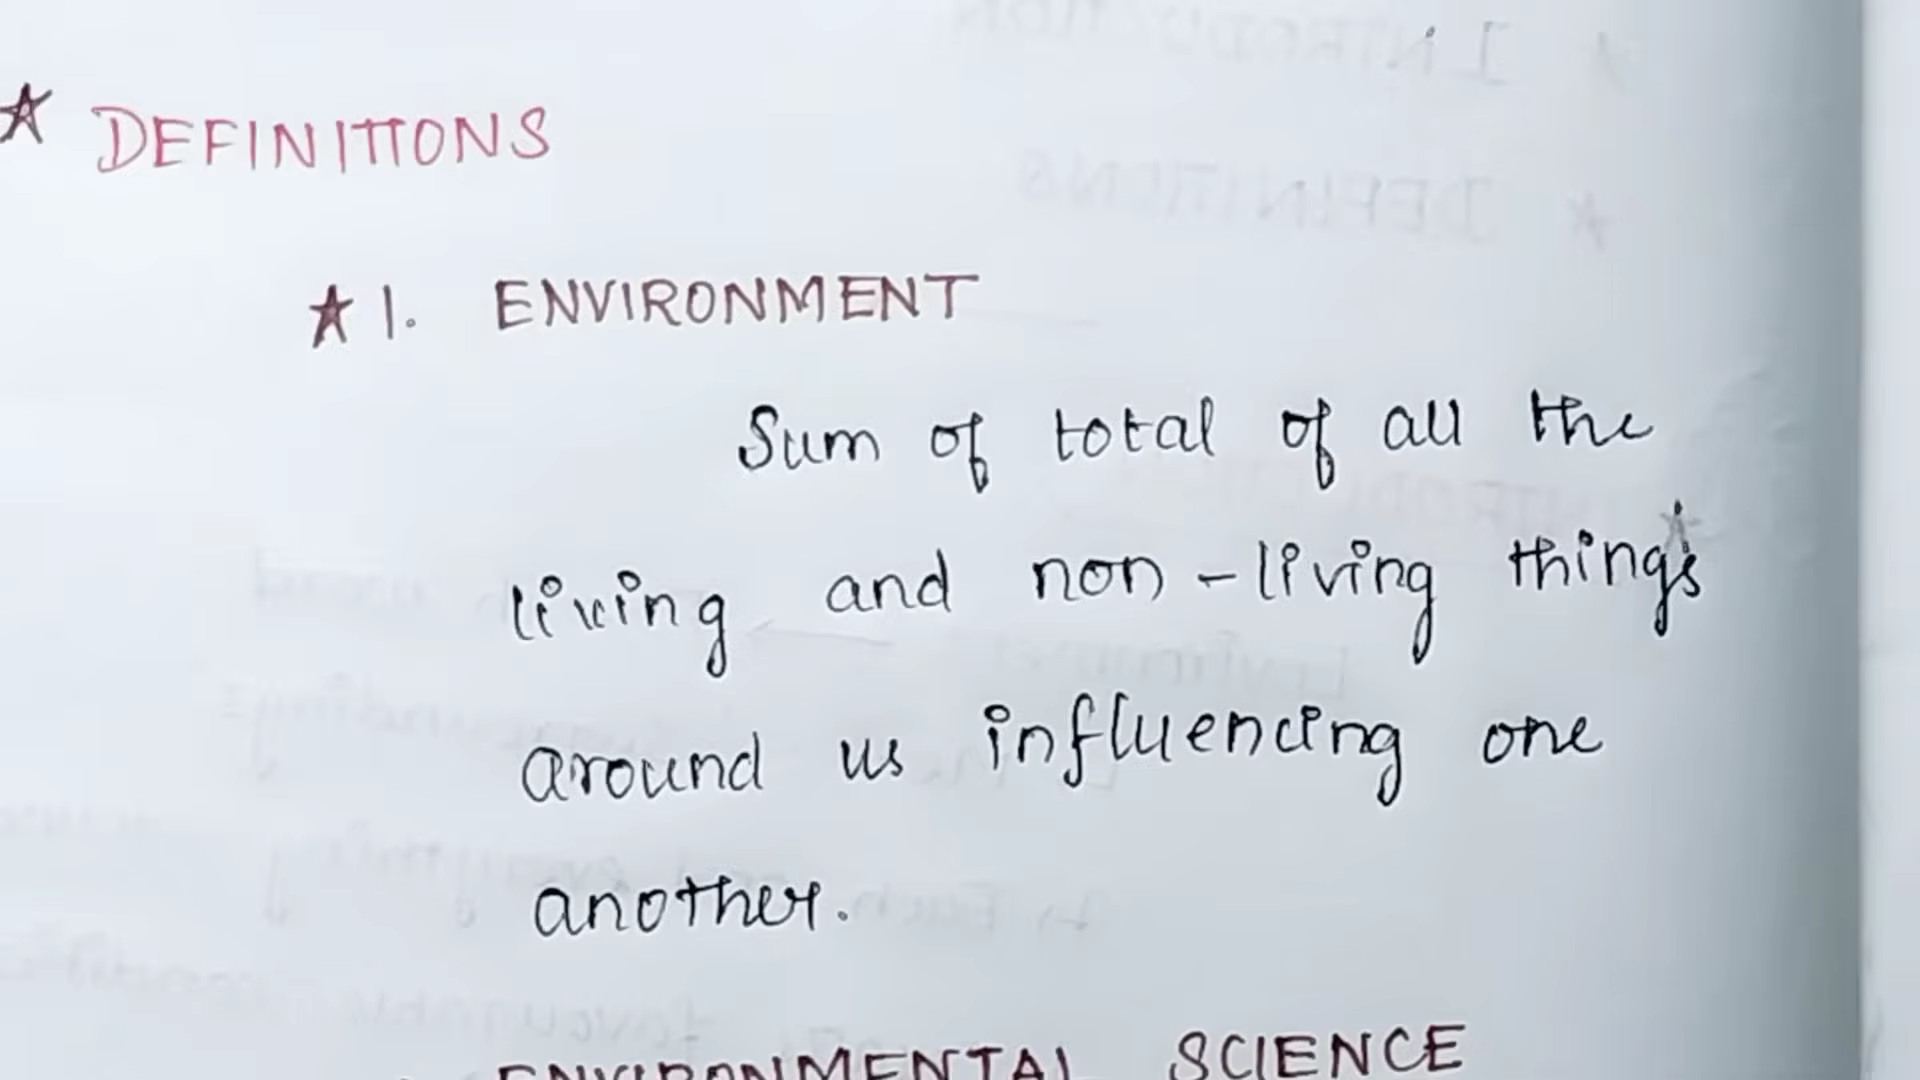 ★ DEFINITIONS
★ 1. ENVIRONMENT
Sum of total of all the
living and non-living things
around us influencing one
another.
ENVIRONMENTAL SCIENCE